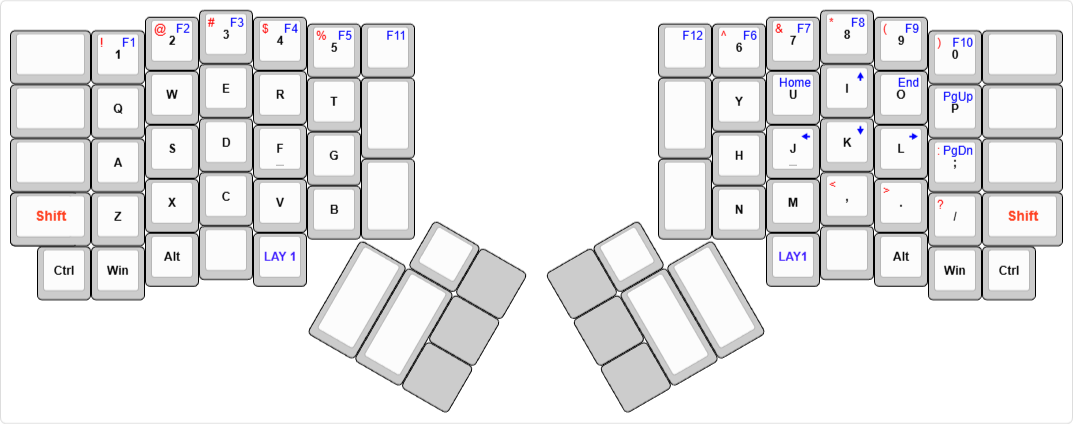 ! F1
1
@ F2
2
# F3
3
$ F4
4
% F5
5
F11
F12
^ F6
6
& F7
7
* F8
8
( F9
9
) F10
0
Q
W
E
R
T
Y
Home
U
I
End
O
PgUp
P
A
S
D
F
_
G
H
J
_
K
L
: PgDn
;
Shift
Z
X
C
V
B
N
M
<
,
>
.
?
/
Shift
Ctrl
Win
Alt
LAY 1
LAY1
Alt
Win
Ctrl